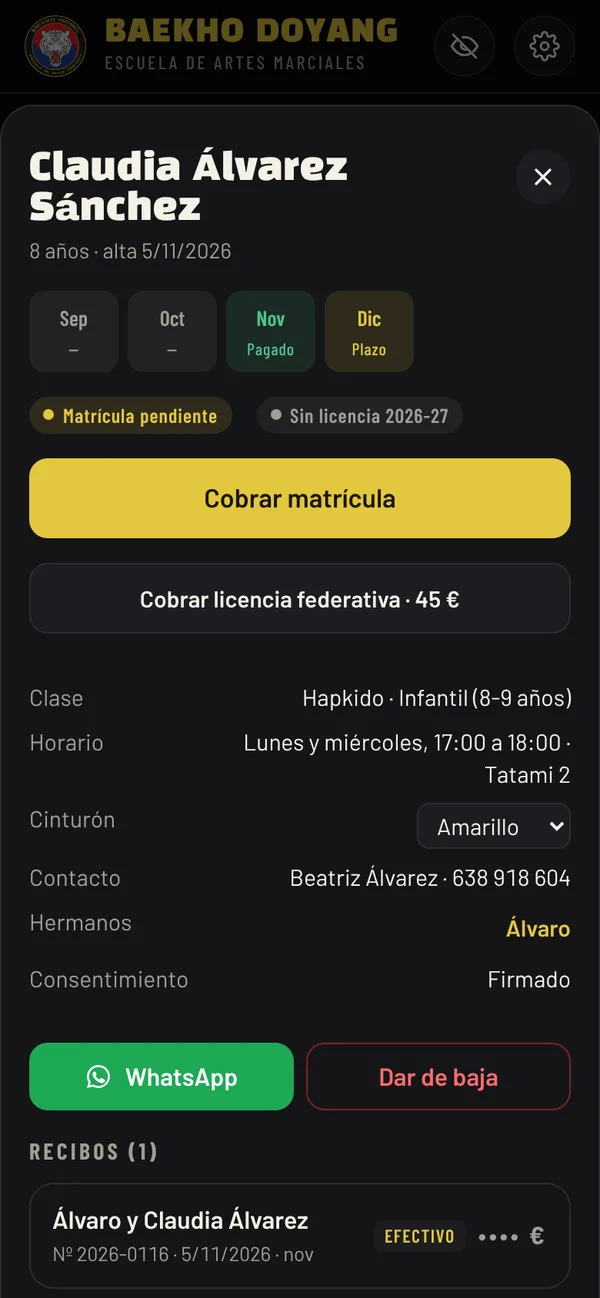 BAEKHO DOYANG
ESCUELA DE ARTES MARCIALES
Claudia Álvarez
Sánchez
8 años · alta 5/11/2026
Sep Oct Nov Dic
– – Pagado Plazo
Matrícula pendiente Sin licencia 2026-27
Cobrar matrícula
Cobrar licencia federativa · 45 €
Clase Hapkido · Infantil (8-9 años)
Horario Lunes y miércoles, 17:00 a 18:00 ·
Tatami 2
Cinturón Amarillo
Contacto Beatriz Álvarez · 638 918 604
Hermanos Álvaro
Consentimiento Firmado
WhatsApp Dar de baja
RECIBOS (1)
Álvaro y Claudia Álvarez
Nº 2026-0116 · 5/11/2026 · nov
EFECTIVO •••• €